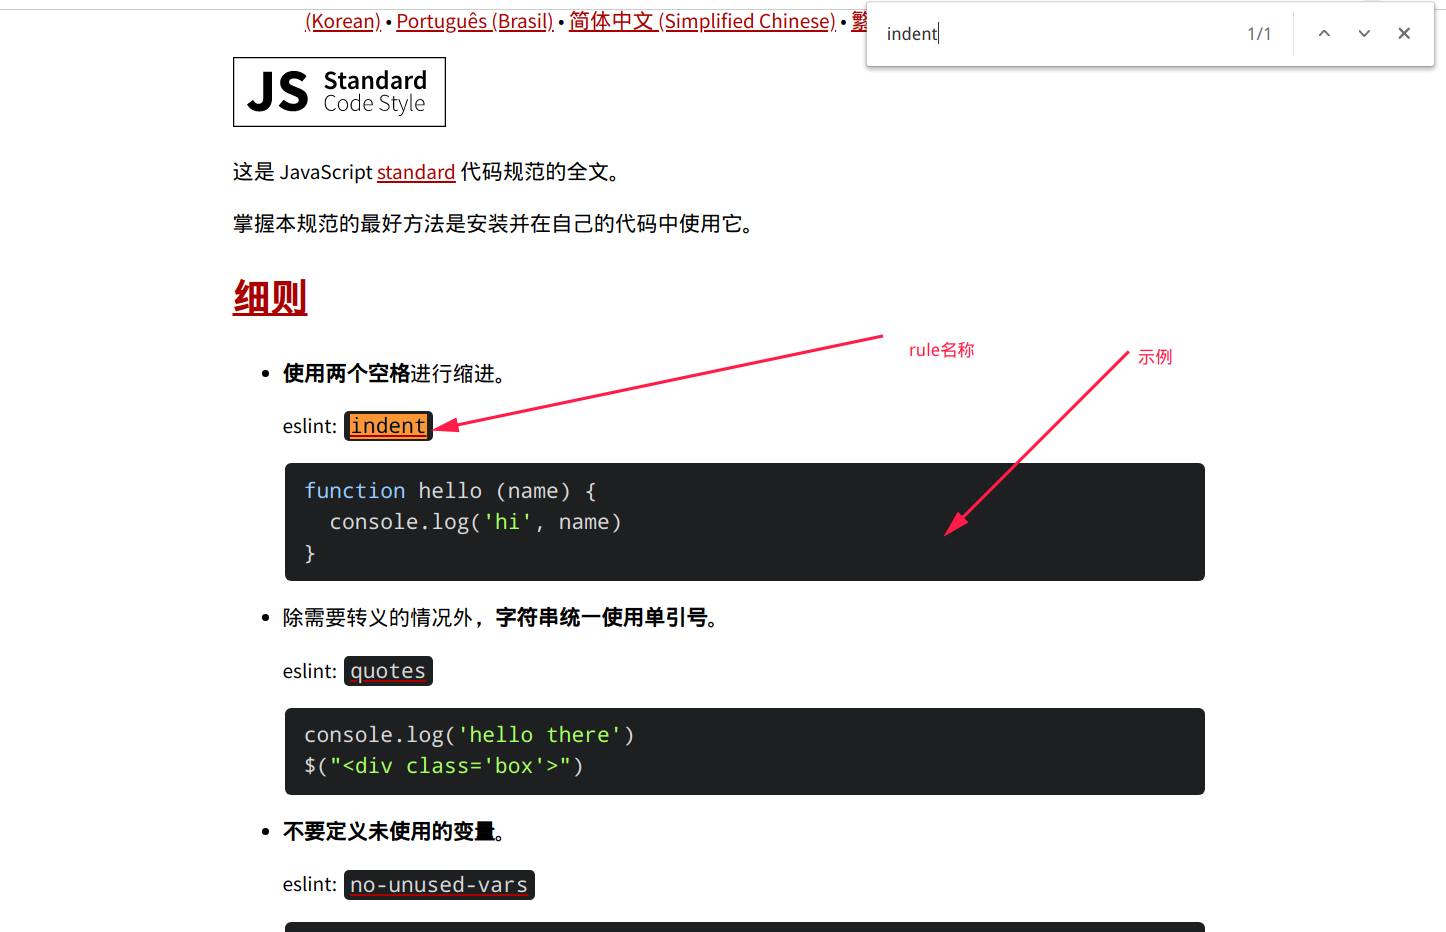 (Korean) • Português (Brasil) • 简体中文 (Simplified Chinese) • 繁
indent 1/1
JS Standard
Code Style
这是 JavaScript standard 代码规范的全文。
掌握本规范的最好方法是安装并在自己的代码中使用它。
细则
rule名称
示例
• 使用两个空格进行缩进。
eslint: indent
function hello (name) {
  console.log('hi', name)
}
• 除需要转义的情况外，字符串统一使用单引号。
eslint: quotes
console.log('hello there')
$("<div class='box'>")
• 不要定义未使用的变量。
eslint: no-unused-vars